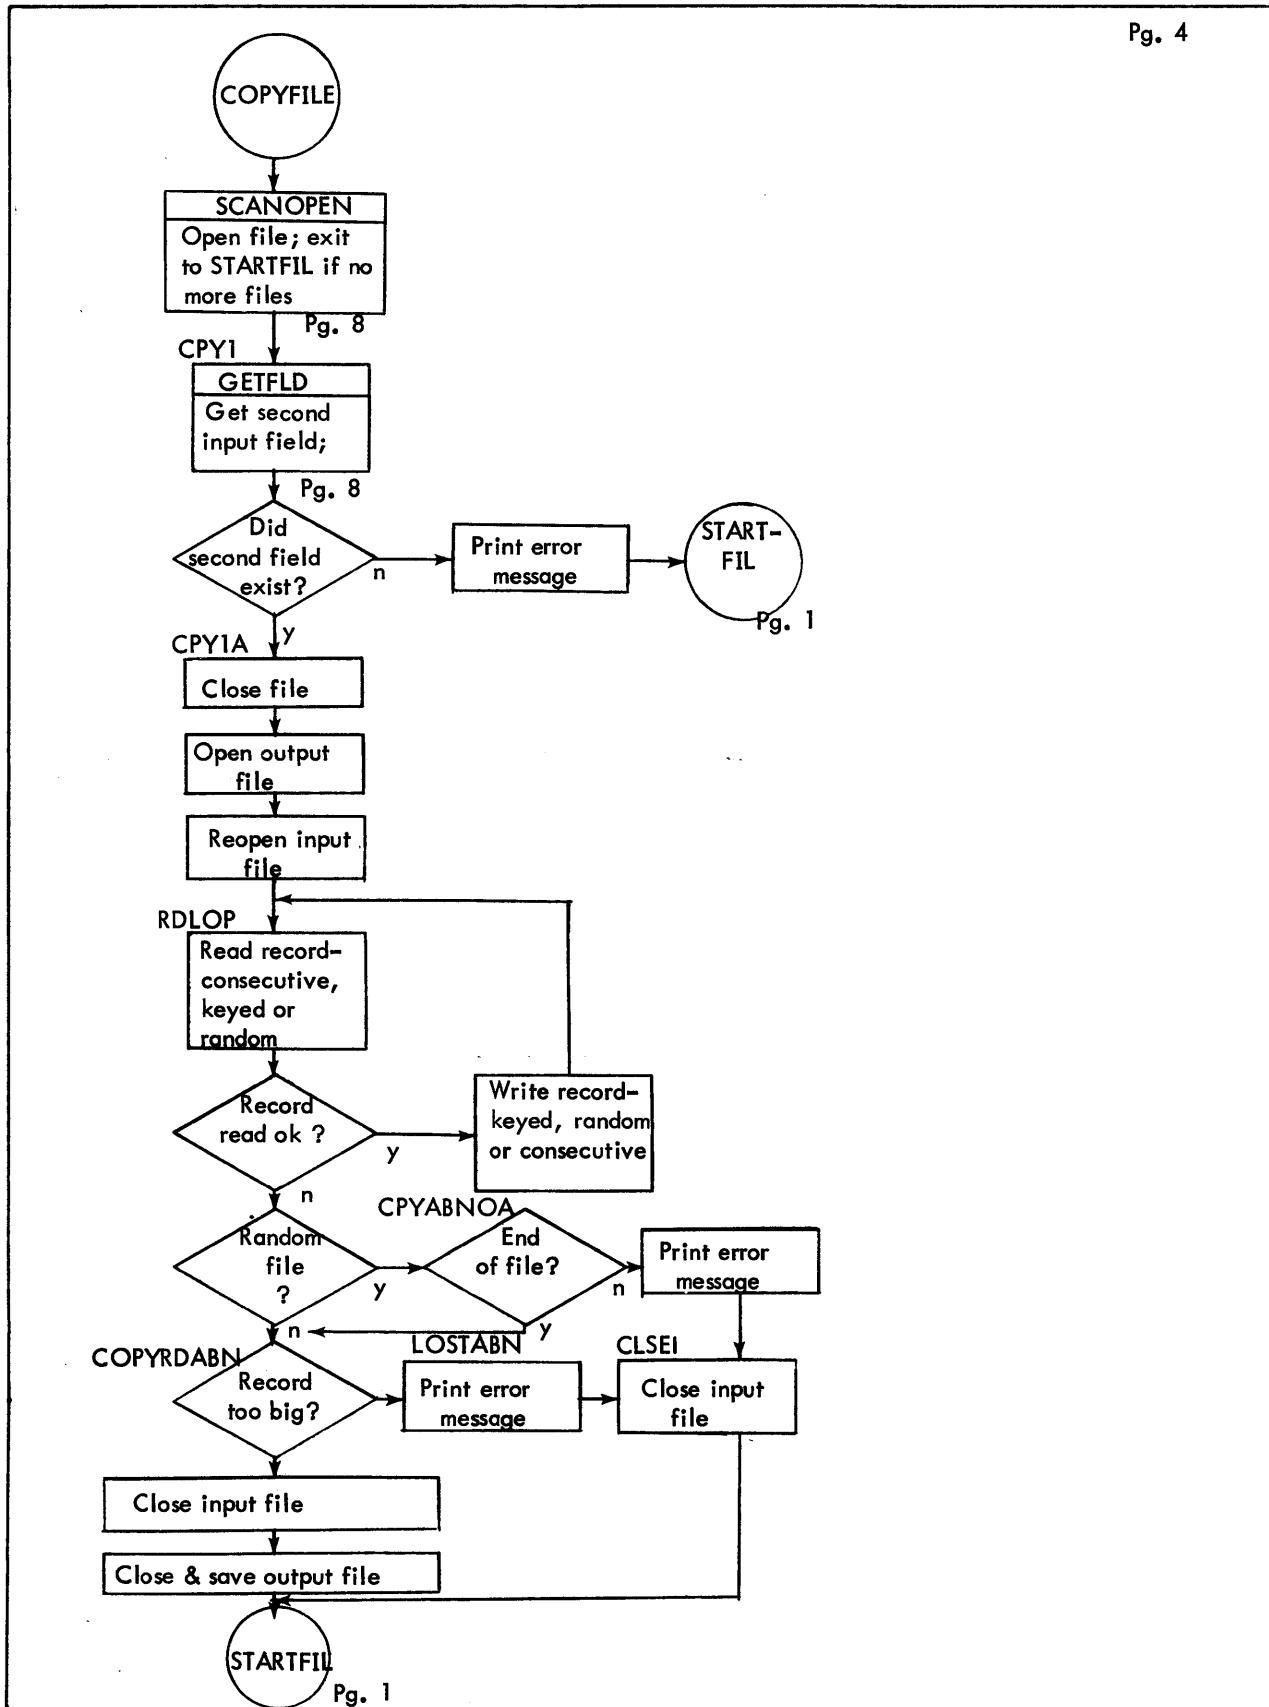 Pg. 4
COPYFILE
SCANOPEN
Open file; exit
to STARTFIL if no
more files
Pg. 8
CPY1
GETFLD
Get second
input field;
Pg. 8
Did
second field
exist?
n
Print error
message
START-
FIL
Pg. 1
y
CPY1A
Close file
Open output
file
Reopen input
file
RDLOP
Read record-
consecutive,
keyed or
random
Record
read ok ?
y
Write record-
keyed, random
or consecutive
n
Random
file
?
y
CPYABNOA
End
of file?
n
Print error
message
n
y
COPYRDABN
Record
too big?
LOSTABN
Print error
message
CLSEI
Close input
file
Close input file
Close & save output file
STARTFIL
Pg. 1